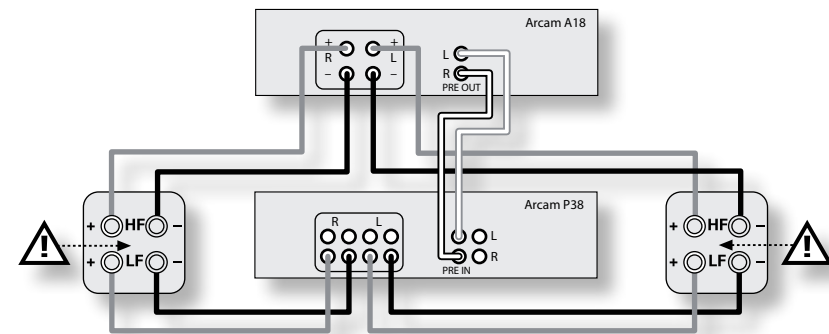 Arcam A18
+ +
R L
– –
L
R
PRE OUT
Arcam P38
R L
L
R
PRE IN
+ HF –
+ LF –
+ HF –
+ LF –
!
!